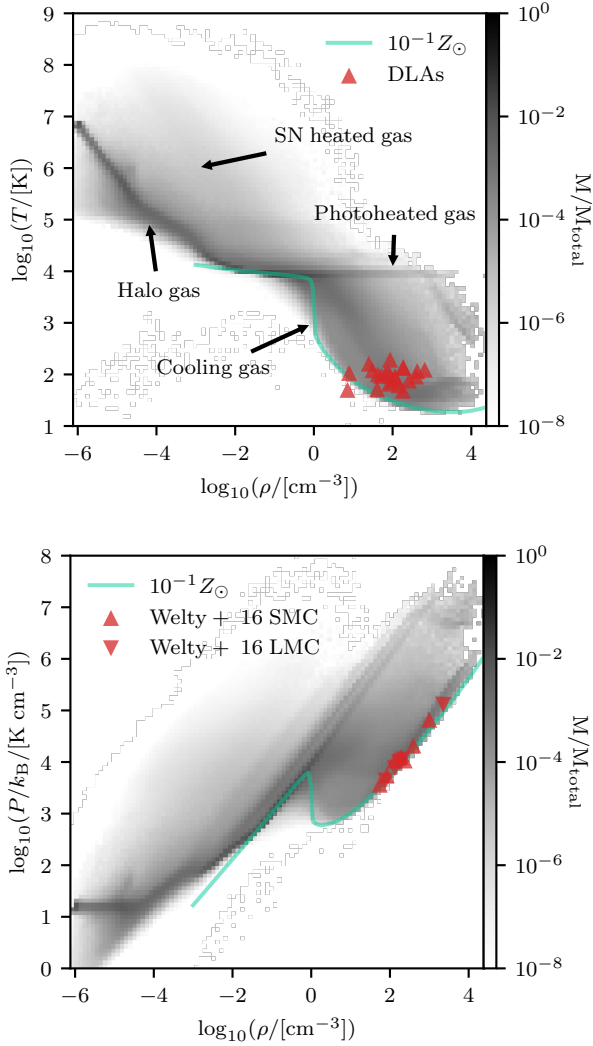 9
8
7
6
5
4
3
2
1
log₁₀(T/[K])
10⁻¹Z⊙
DLAs
SN heated gas
Photoheated gas
Halo gas
Cooling gas
−6 −4 −2 0 2 4
log₁₀(ρ/[cm⁻³])
10⁰
10⁻²
10⁻⁴
10⁻⁶
10⁻⁸
M/M_total
8
7
6
5
4
3
2
1
0
log₁₀(P/k_B/[K cm⁻³])
10⁻¹Z⊙
Welty + 16 SMC
Welty + 16 LMC
−6 −4 −2 0 2 4
log₁₀(ρ/[cm⁻³])
10⁰
10⁻²
10⁻⁴
10⁻⁶
10⁻⁸
M/M_total